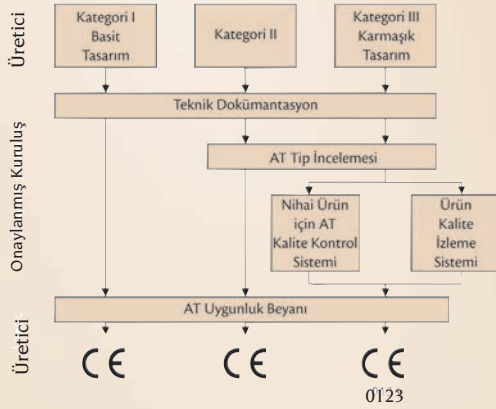 Üretici
Kategori I
Basit
Tasarım
Kategori II
Kategori III
Karmaşık
Tasarım
Teknik Dokümantasyon
Onaylanmış Kuruluş
AT Tip İncelemesi
Nihai Ürün
için AT
Kalite Kontrol
Sistemi
Ürün
Kalite
İzleme
Sistemi
Üretici
AT Uygunluk Beyanı
CE
CE
CE
0123